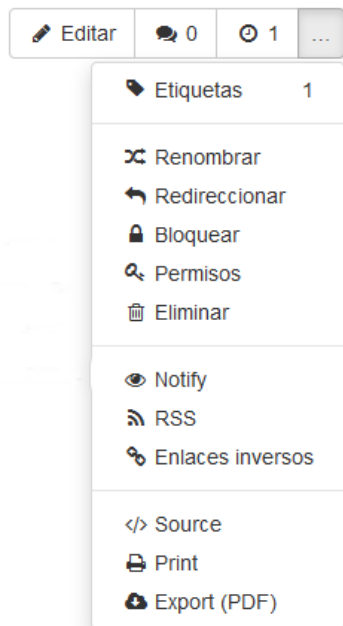 Editar 0 1 ...
Etiquetas 1
Renombrar
Redireccionar
Bloquear
Permisos
Eliminar
Notify
RSS
Enlaces inversos
</> Source
Print
Export (PDF)